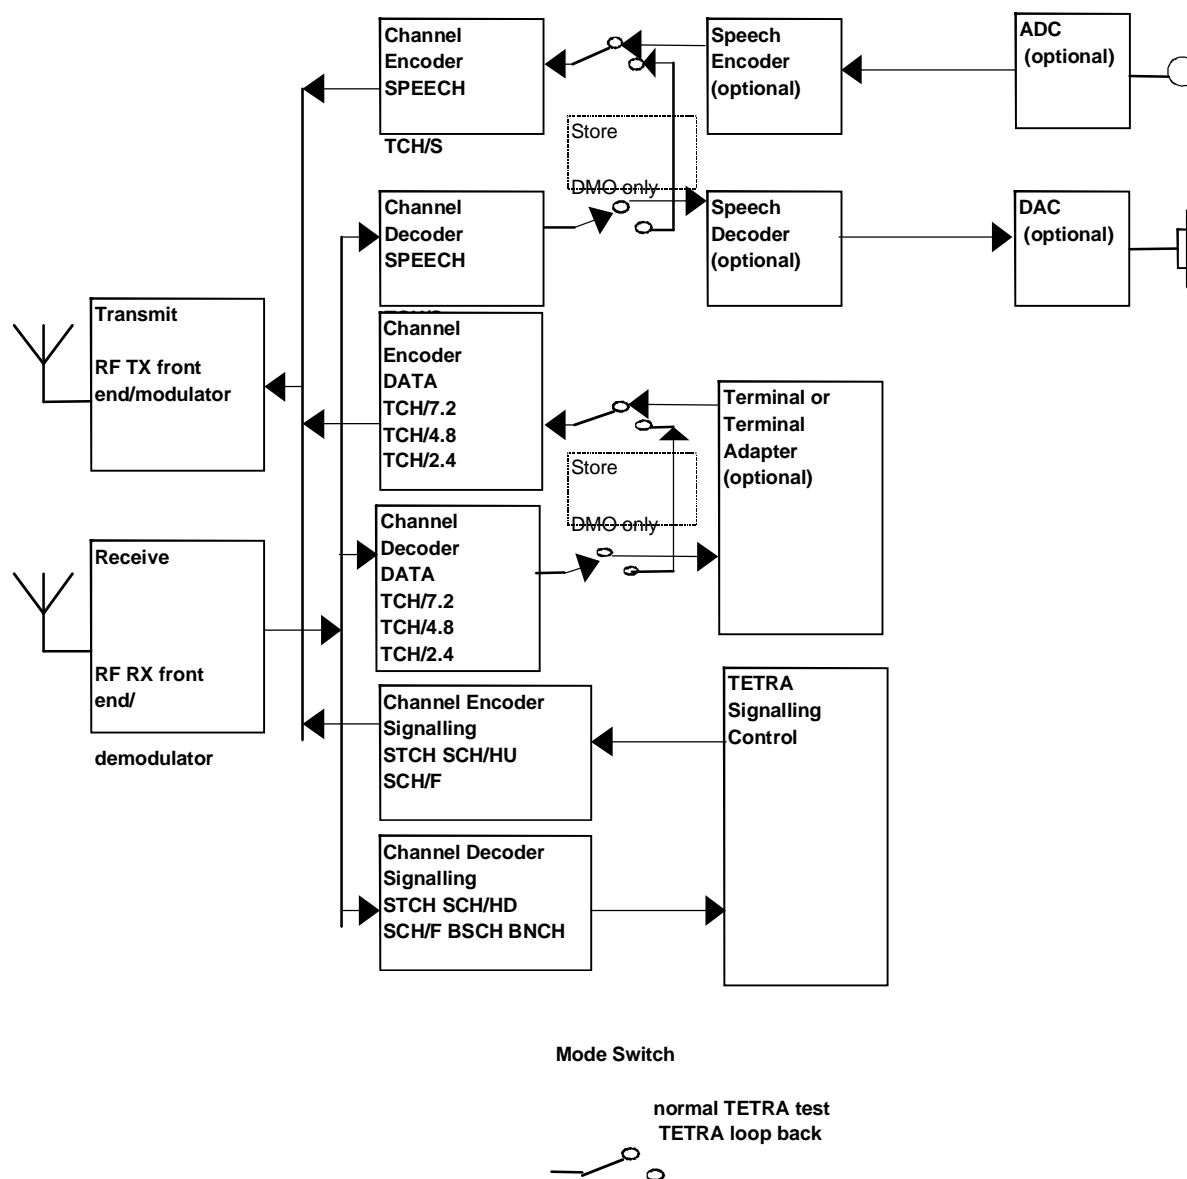 Channel
Encoder
SPEECH
TCH/S
Speech
Encoder
(optional)
ADC
(optional)
Store
DMO only
Channel
Decoder
SPEECH
Speech
Decoder
(optional)
DAC
(optional)
Transmit
RF TX front
end/modulator
Channel
Encoder
DATA
TCH/7.2
TCH/4.8
TCH/2.4
Terminal or
Terminal
Adapter
(optional)
Store
DMO only
Channel
Decoder
DATA
TCH/7.2
TCH/4.8
TCH/2.4
Receive
RF RX front
end/
demodulator
Channel Encoder
Signalling
STCH SCH/HU
SCH/F
TETRA
Signalling
Control
Channel Decoder
Signalling
STCH SCH/HD
SCH/F BSCH BNCH
Mode Switch
normal TETRA test
TETRA loop back